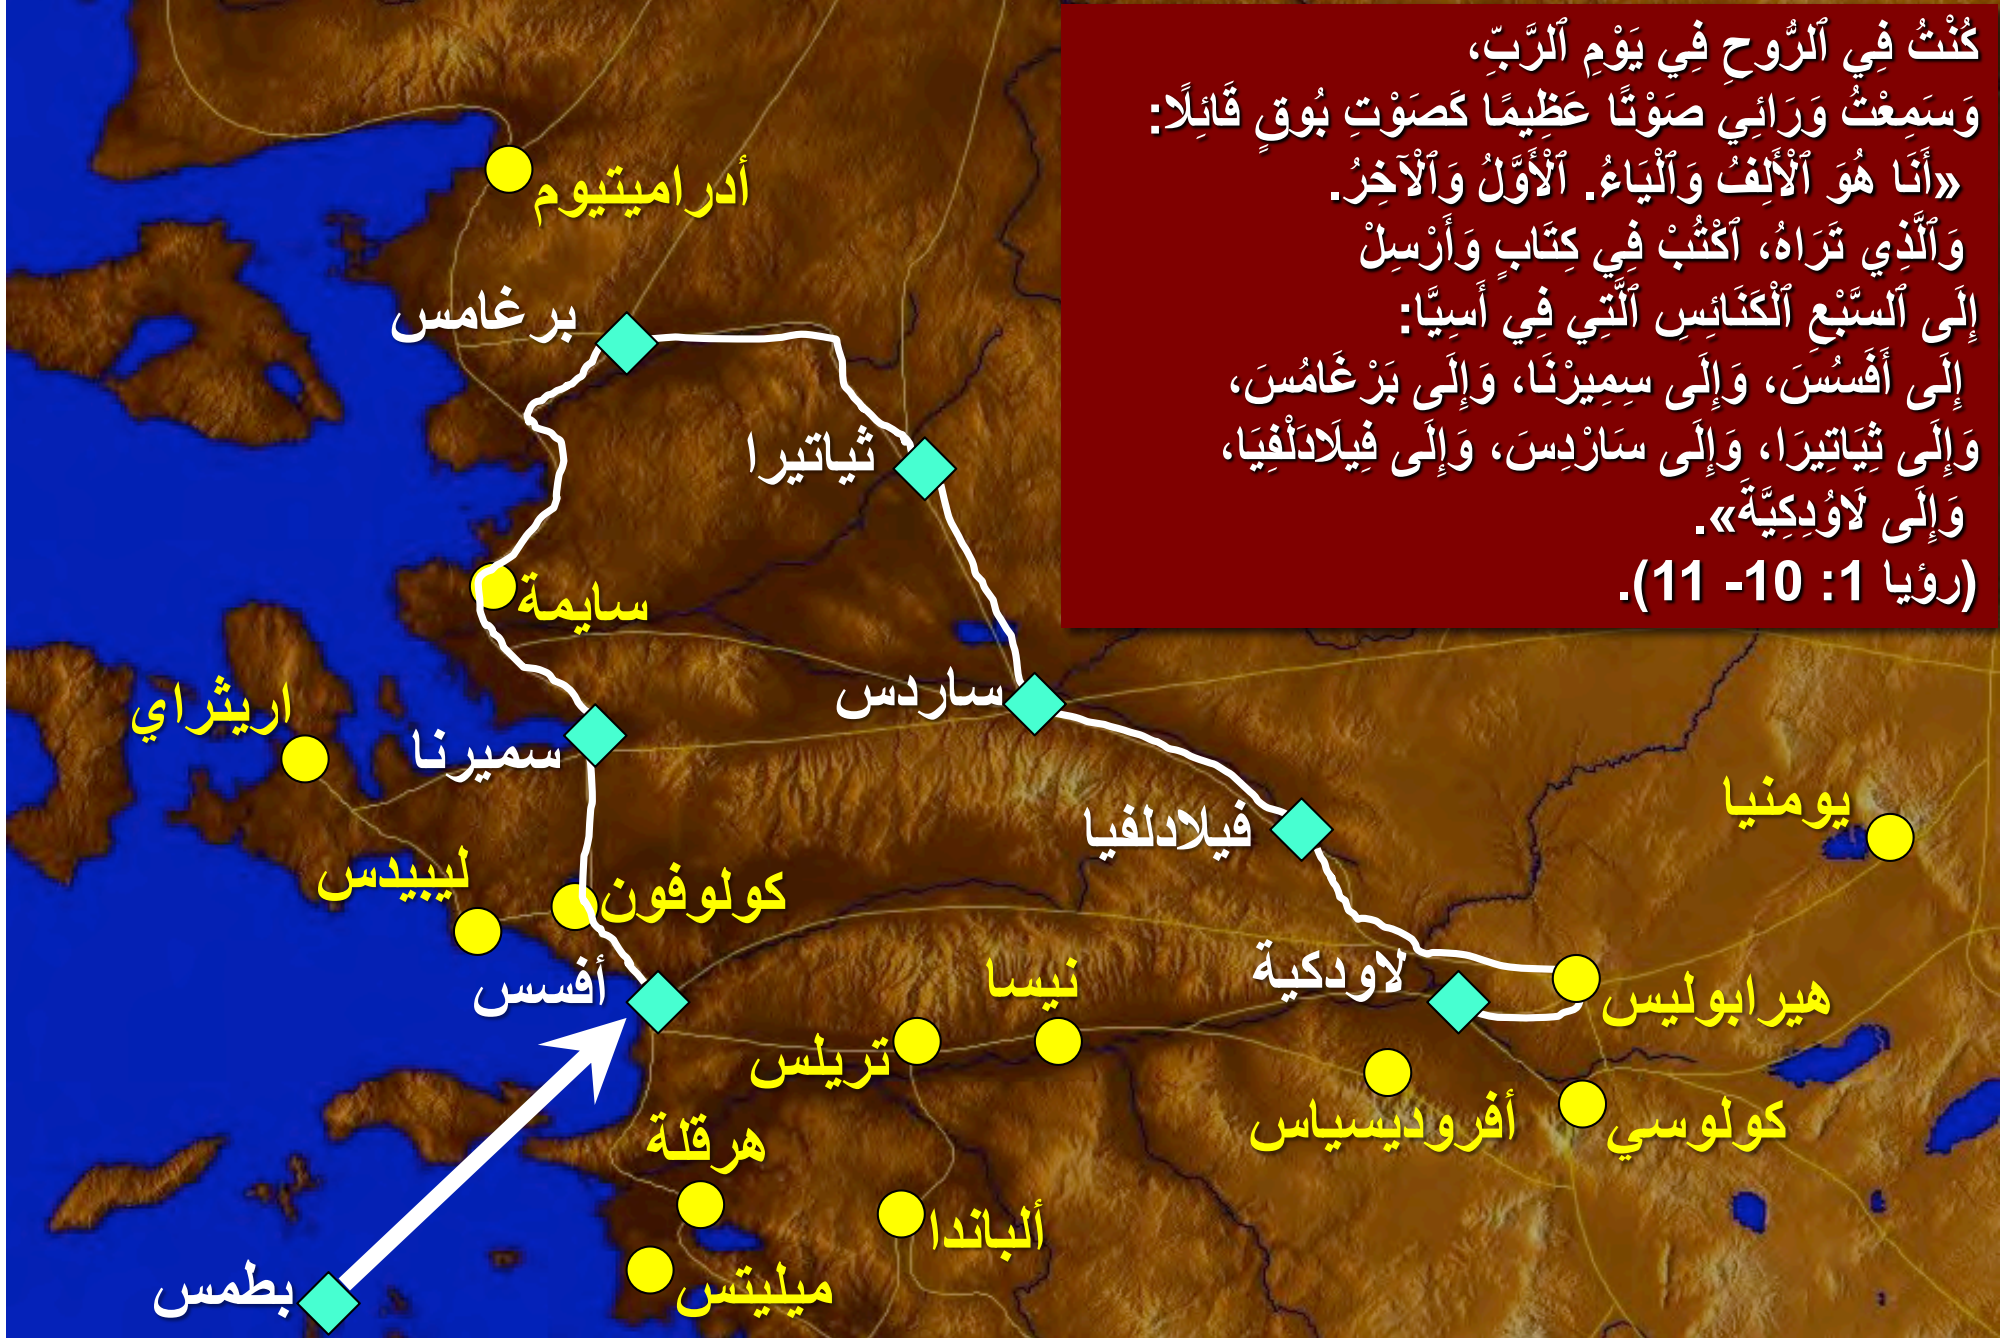 كُنْتُ فِي ٱلرُّوحِ فِي يَوْمِ ٱلرَّبِّ،
وَسَمِعْتُ وَرَائِي صَوْتًا عَظِيمًا كَصَوْتِ بُوقٍ قَائِلًا:
«أَنَا هُوَ ٱلْأَلِفُ وَٱلْيَاءُ. ٱلْأَوَّلُ وَٱلْآخِرُ.
وَٱلَّذِي تَرَاهُ، ٱكْتُبْ فِي كِتَابٍ وَأَرْسِلْ
إِلَى ٱلسَّبْعِ ٱلْكَنَائِسِ ٱلَّتِي فِي أَسِيَّا:
إِلَى أَفَسُسَ، وَإِلَى سِمِيرْنَا، وَإِلَى بَرْغَامُسَ،
وَإِلَى ثِيَاتِيرَا، وَإِلَى سَارْدِسَ، وَإِلَى فِيلَادَلْفِيَا،
وَإِلَى لَاوُدِكِيَّةَ».
(رؤيا 1: 10- 11).
أدراميتيوم
برغامس
ثياتيرا
سايمة
ساردس
اريثراي
سميرنا
يومنيا
فيلادلفيا
ليبيدس
كولوفون
أفسس
نيسا
لاودكية
هيرابوليس
تريلس
هرقلة
أفروديسياس
كولوسي
ألباندا
ميليتس
بطمس